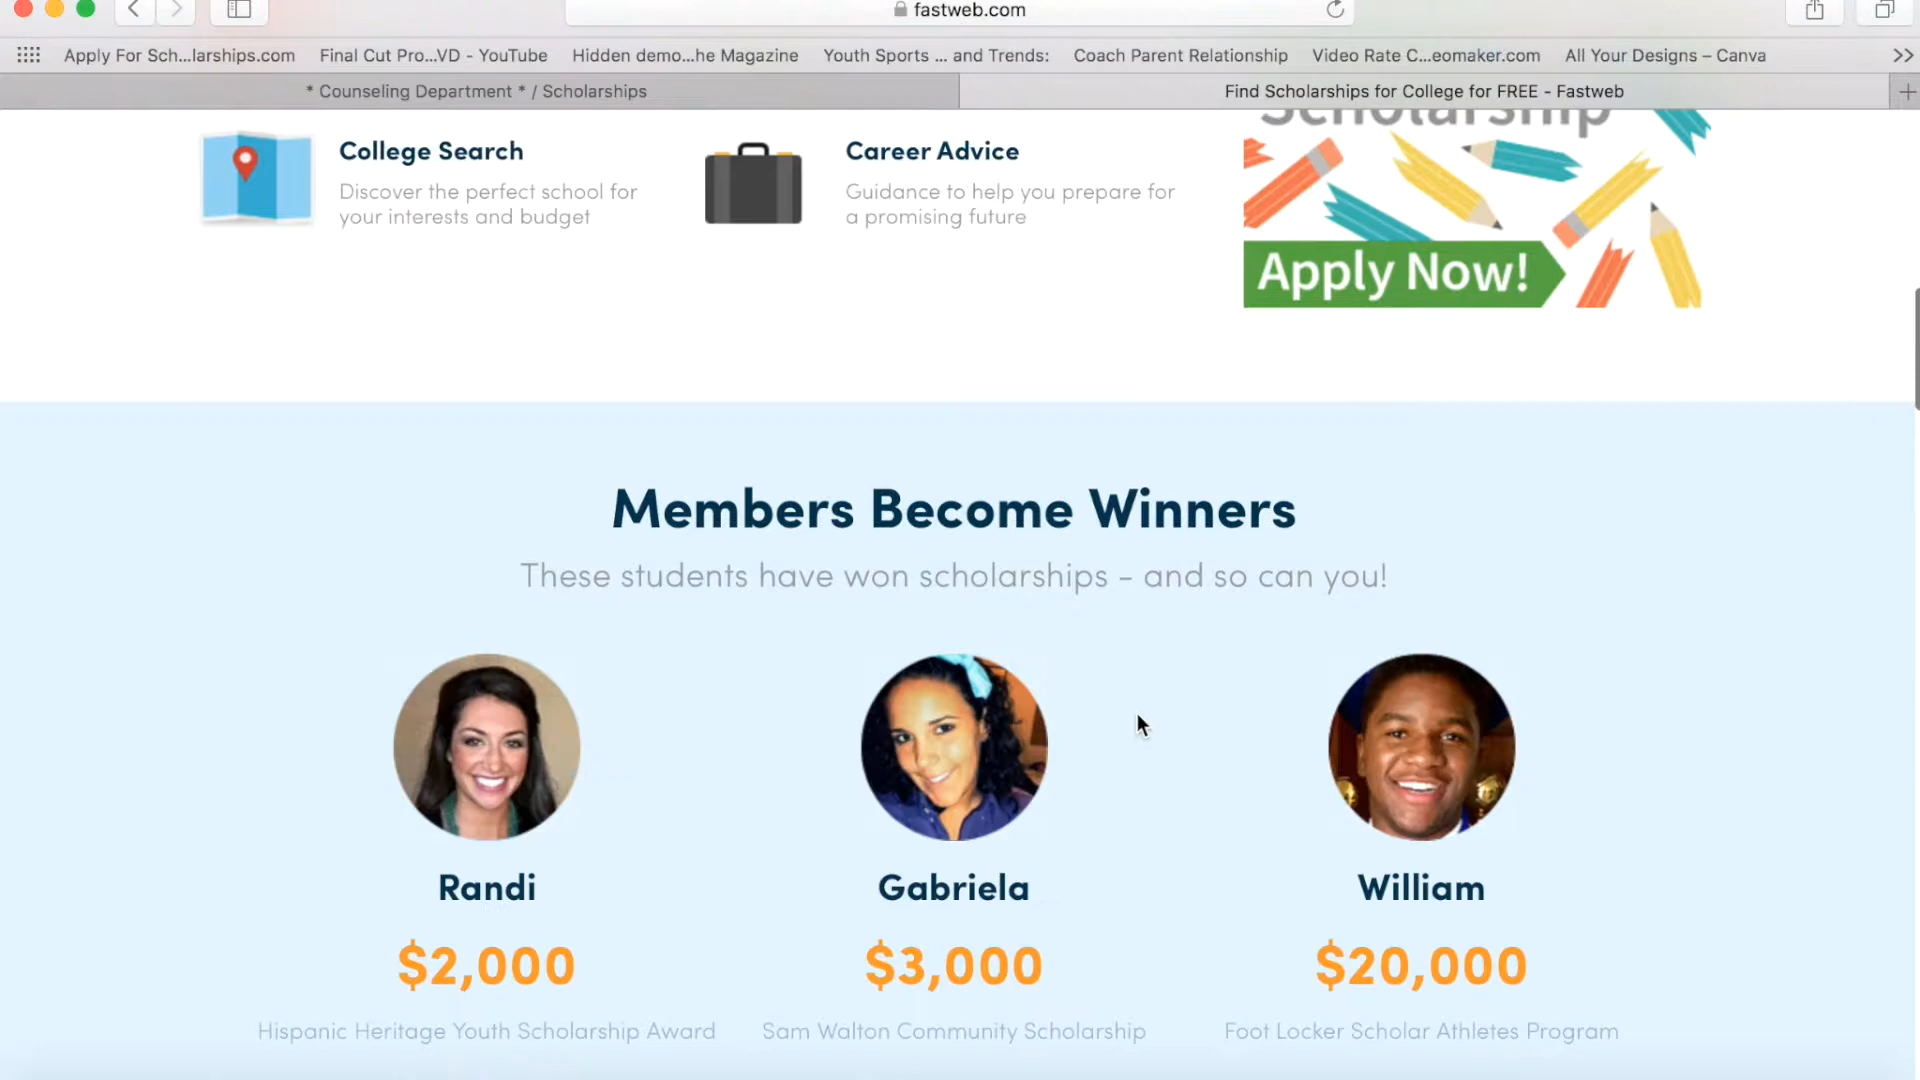 fastweb.com
Apply For Sch...larships.com
Final Cut Pro...VD - YouTube
Hidden demo...he Magazine
Youth Sports ... and Trends:
Coach Parent Relationship
Video Rate C...eomaker.com
All Your Designs – Canva
* Counseling Department * / Scholarships
Find Scholarships for College for FREE - Fastweb
Scholarship
College Search
Discover the perfect school for
your interests and budget
Career Advice
Guidance to help you prepare for
a promising future
Apply Now!
Members Become Winners
These students have won scholarships - and so can you!
Randi
$2,000
Hispanic Heritage Youth Scholarship Award
Gabriela
$3,000
Sam Walton Community Scholarship
William
$20,000
Foot Locker Scholar Athletes Program